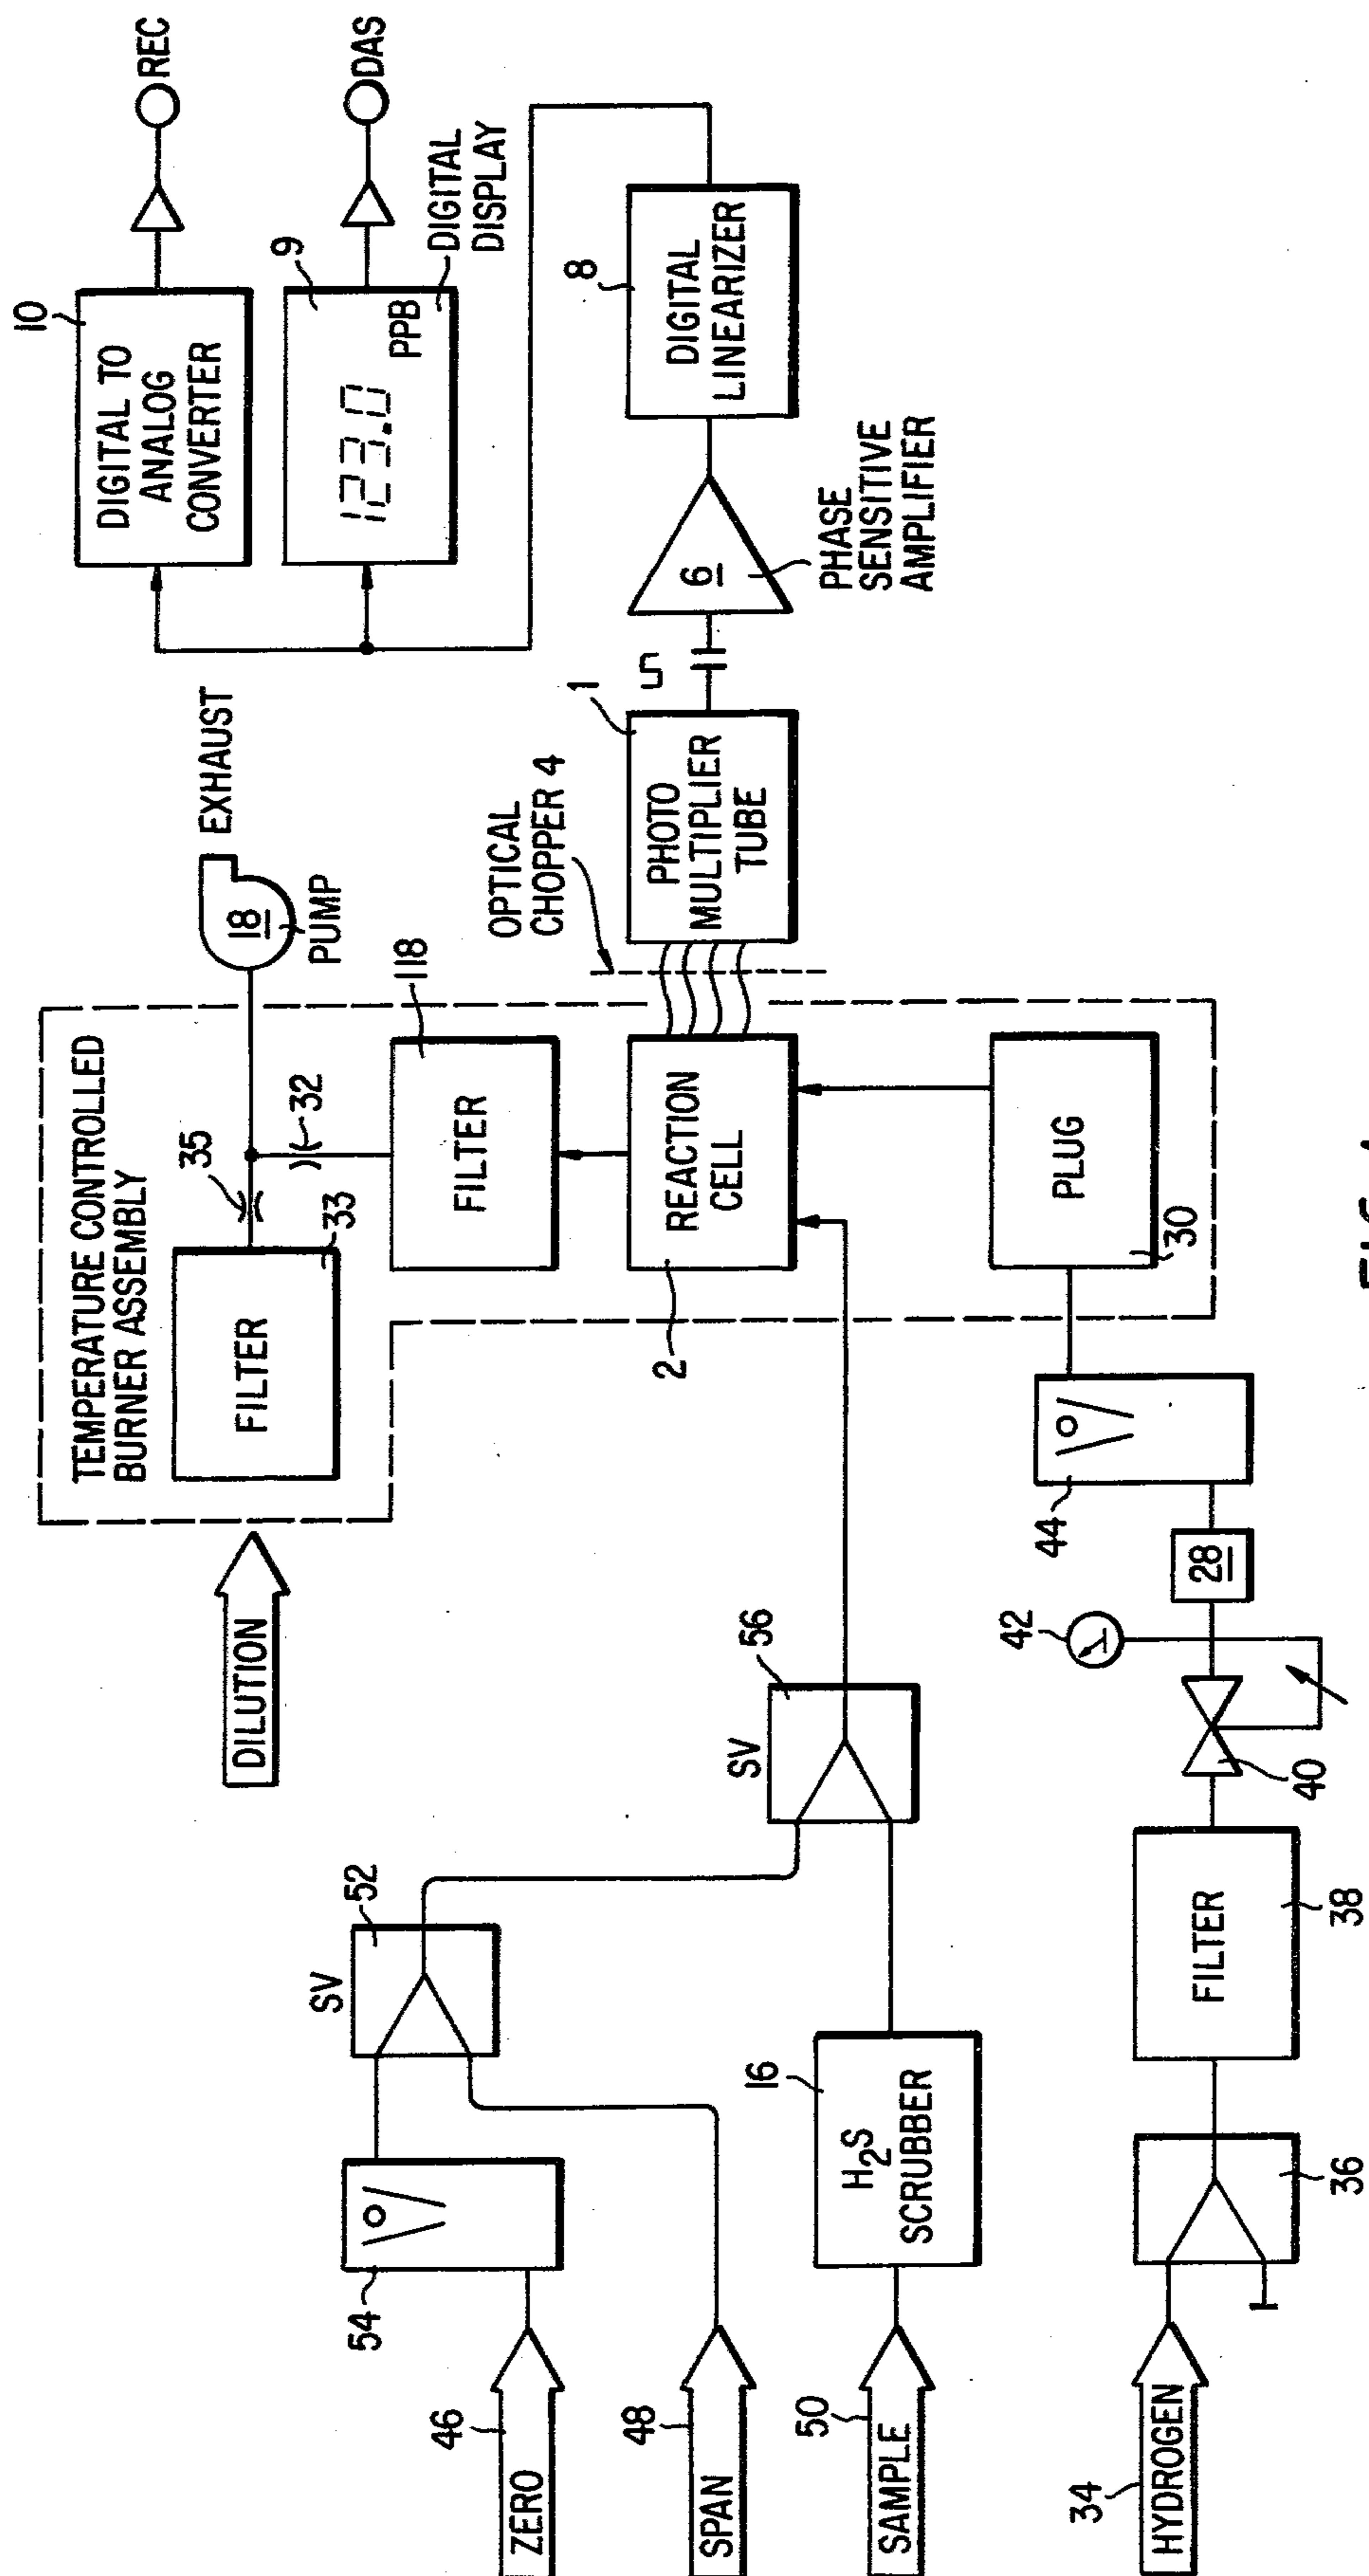 TEMPERATURE CONTROLLED
BURNER ASSEMBLY
10
DIGITAL TO
ANALOG
CONVERTER
REC
DILUTION
FILTER
33
35
32
18
PUMP
EXHAUST
9
123.0
PPB
DAS
DIGITAL
DISPLAY
54
SV
52
FILTER
118
46
ZERO
OPTICAL
CHOPPER 4
1
8
48
SPAN
2
REACTION
CELL
PHOTO
MULTIPLIER
TUBE
6
DIGITAL
LINEARIZER
PHASE
SENSITIVE
AMPLIFIER
SV
56
50
SAMPLE
16
H2S
SCRUBBER
PLUG
30
42
44
34
HYDROGEN
36
FILTER
38
40
28